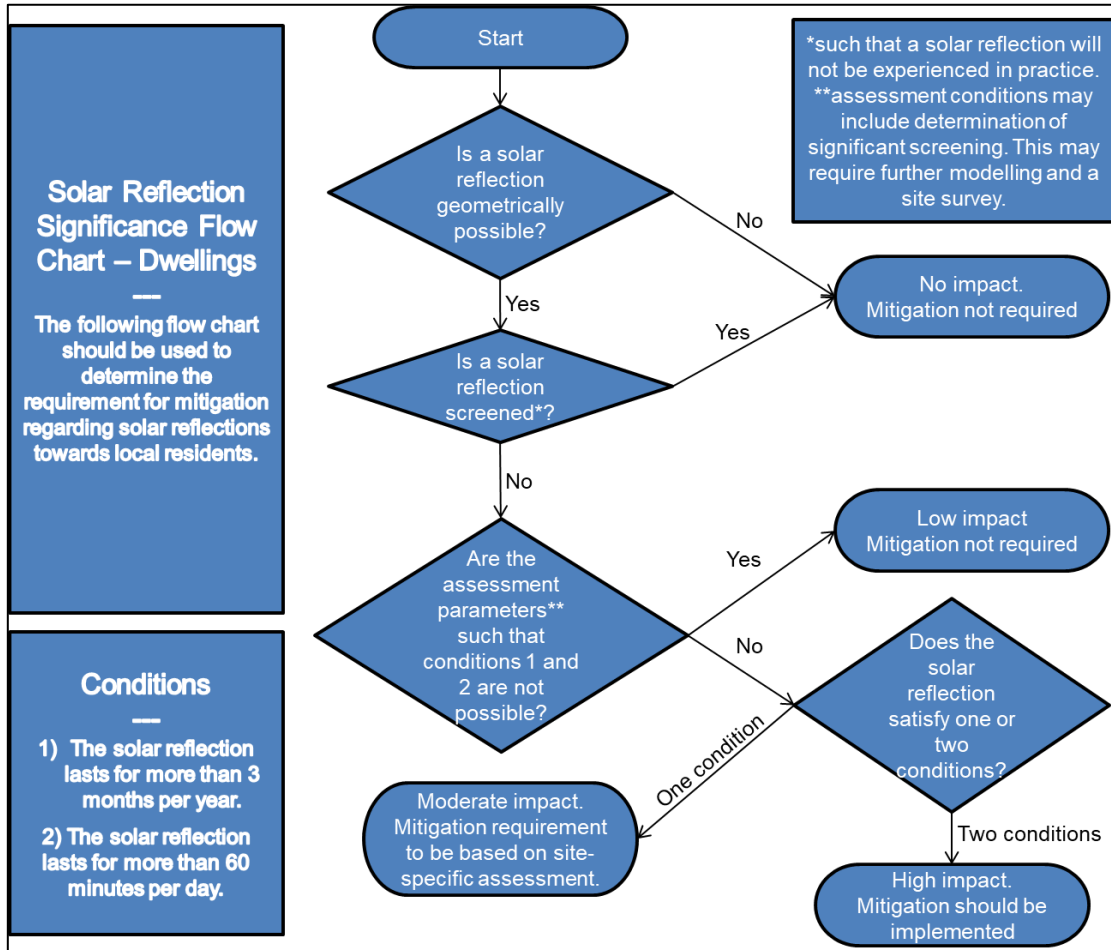 Solar Reflection
Significance Flow
Chart – Dwellings
---
The following flow chart
should be used to
determine the
requirement for mitigation
regarding solar reflections
towards local residents.
Conditions
---
1) The solar reflection
lasts for more than 3
months per year.
2) The solar reflection
lasts for more than 60
minutes per day.
Start
*such that a solar reflection will
not be experienced in practice.
**assessment conditions may
include determination of
significant screening. This may
require further modelling and a
site survey.
Is a solar
reflection
geometrically
possible?
No
Yes
No impact.
Mitigation not required
Is a solar
reflection
screened*?
Yes
No
Are the
assessment
parameters**
such that
conditions 1 and
2 are not
possible?
Yes
Low impact
Mitigation not required
No
Does the
solar
reflection
satisfy one or
two
conditions?
One condition
Moderate impact.
Mitigation requirement
to be based on site-
specific assessment.
Two conditions
High impact.
Mitigation should be
implemented